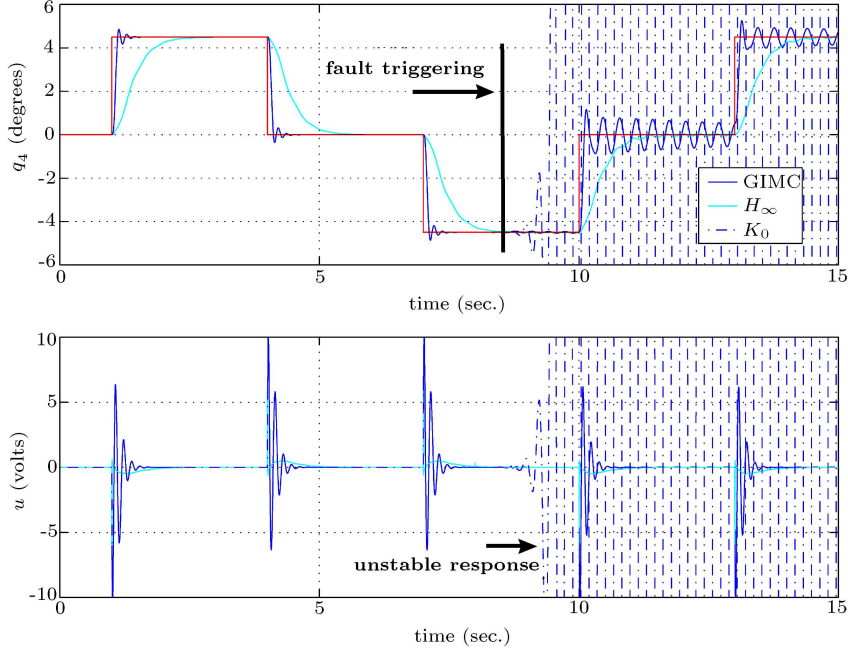 6
4
2
0
-2
-4
6
q4 (degrees)
fault triggering
GIMC
H∞
K0
0
5
10
15
time (sec.)
10
5
0
-5
-10
u (volts)
unstable response
0
5
10
15
time (sec.)